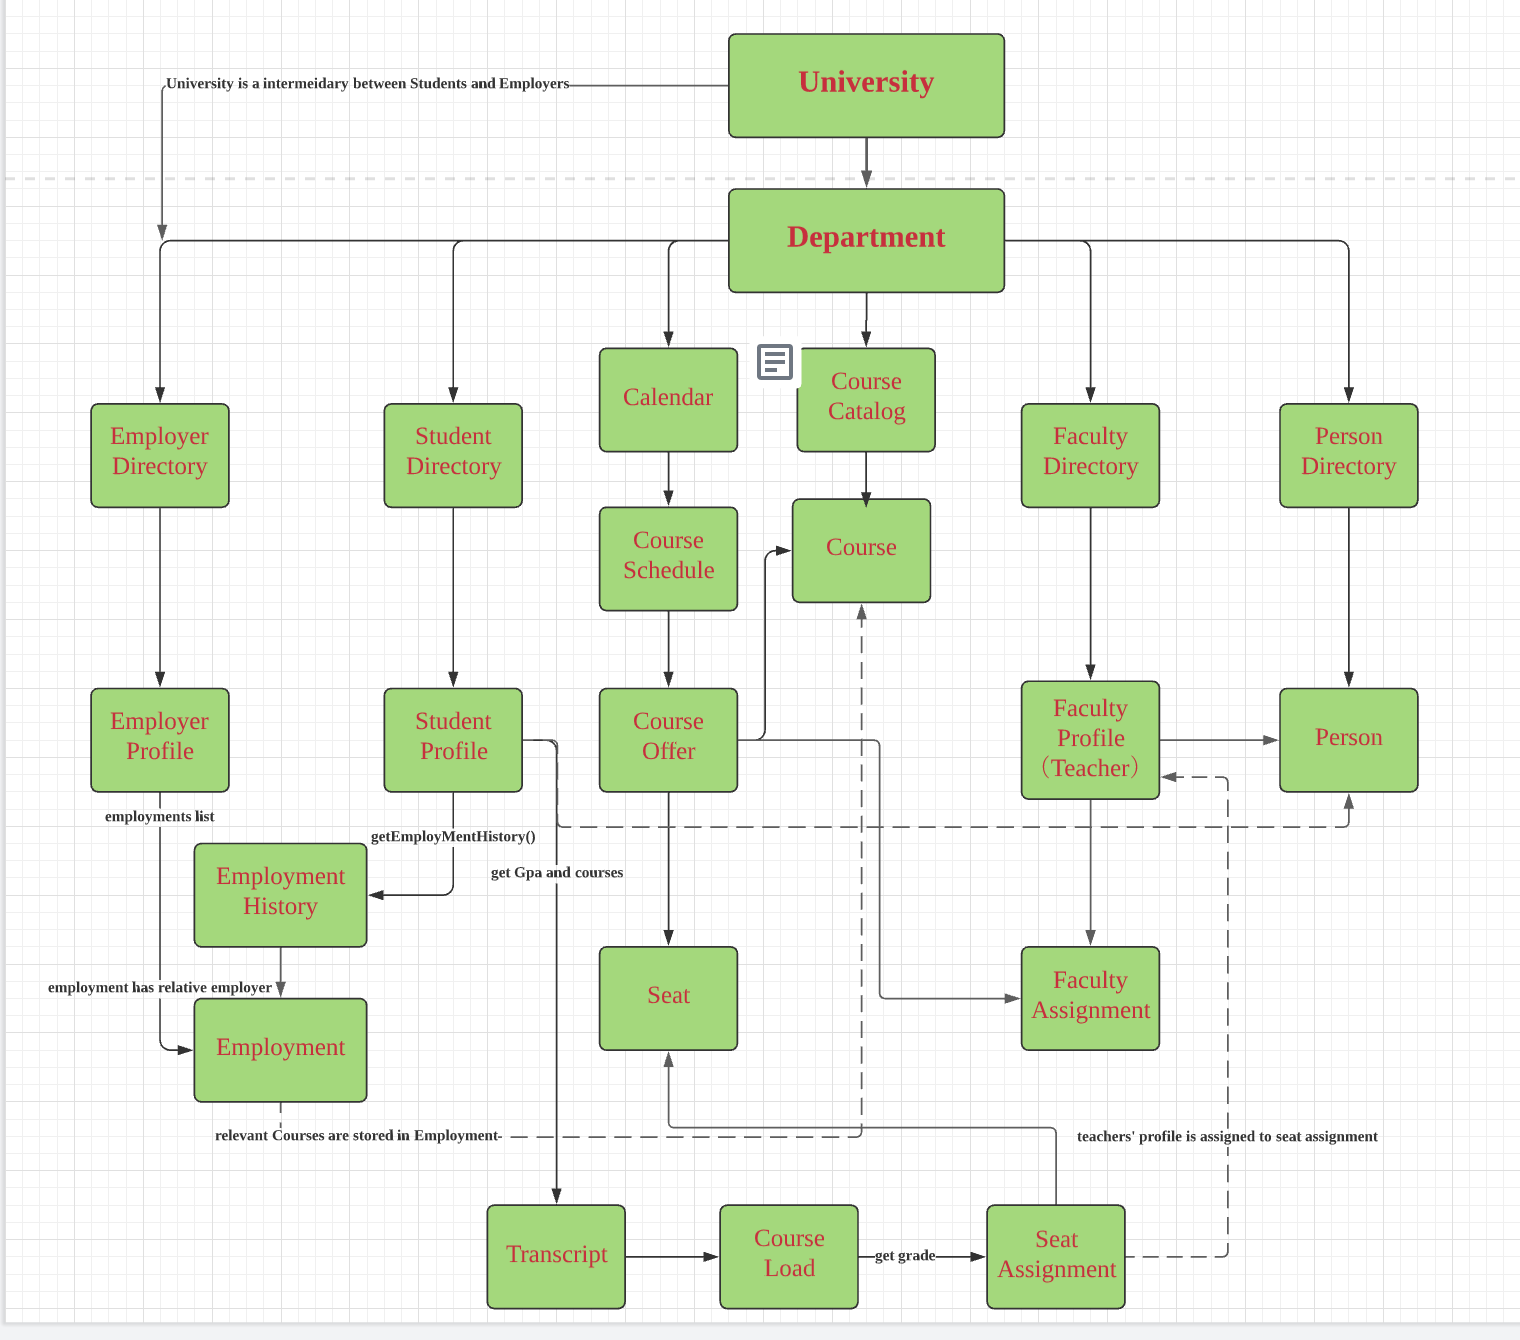 University
University is a intermeidary between Students and Employers
Department
Calendar
Course
Catalog
Employer
Directory
Student
Directory
Faculty
Directory
Person
Directory
Course
Schedule
Course
Employer
Profile
Student
Profile
Course
Offer
Faculty
Profile
（Teacher）
Person
employments list
getEmployMentHistory()
get Gpa and courses
Employment
History
employment has relative employer
Seat
Faculty
Assignment
Employment
relevant Courses are stored in Employment
teachers' profile is assigned to seat assignment
Transcript
Course
Load
get grade
Seat
Assignment